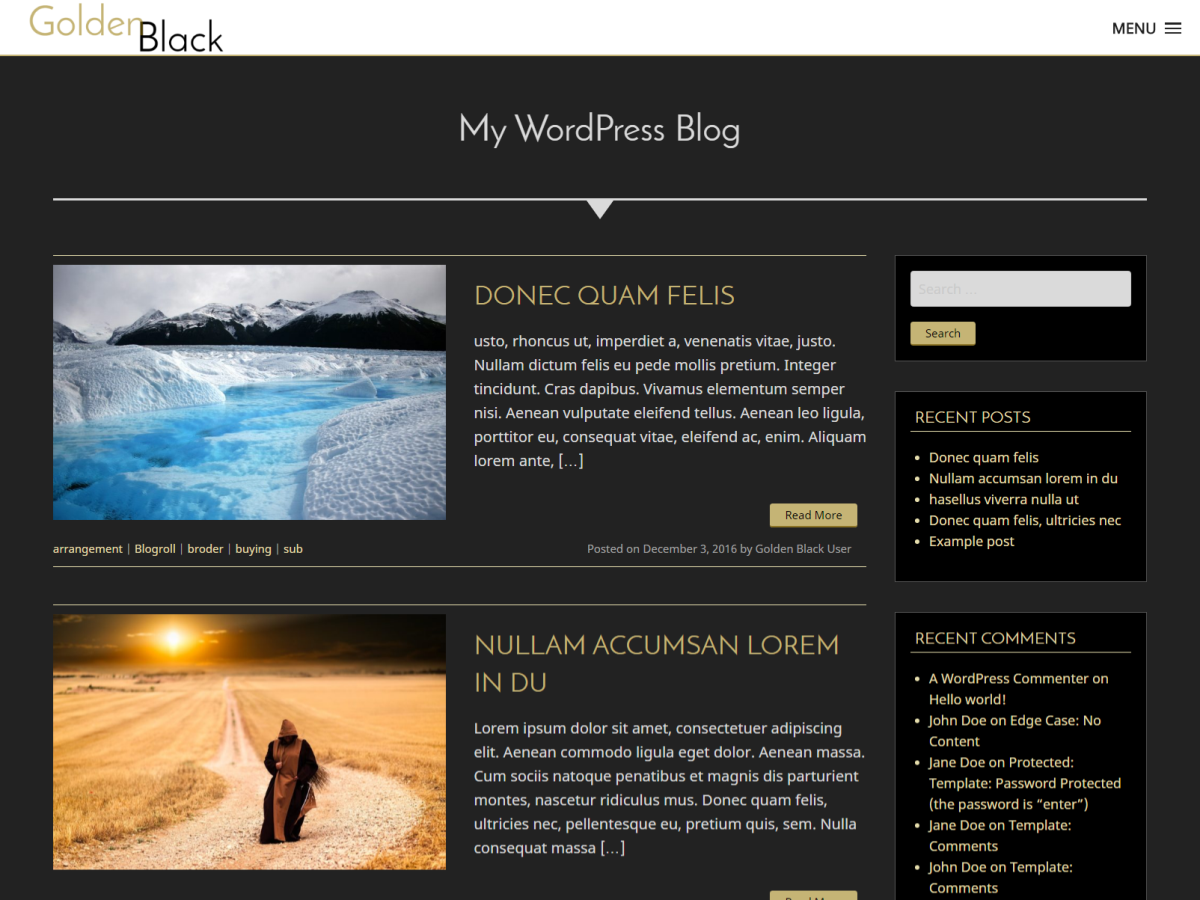 Golden
Black
MENU
My WordPress Blog
DONEC QUAM FELIS
usto, rhoncus ut, imperdiet a, venenatis vitae, justo.
Nullam dictum felis eu pede mollis pretium. Integer
tincidunt. Cras dapibus. Vivamus elementum semper
nisi. Aenean vulputate eleifend tellus. Aenean leo ligula,
porttitor eu, consequat vitae, eleifend ac, enim. Aliquam
lorem ante, […]
Read More
arrangement | Blogroll | broder | buying | sub
Posted on December 3, 2016 by Golden Black User
NULLAM ACCUMSAN LOREM
IN DU
Lorem ipsum dolor sit amet, consectetuer adipiscing
elit. Aenean commodo ligula eget dolor. Aenean massa.
Cum sociis natoque penatibus et magnis dis parturient
montes, nascetur ridiculus mus. Donec quam felis,
ultricies nec, pellentesque eu, pretium quis, sem. Nulla
consequat massa […]
Read More
Search …
Search
RECENT POSTS
Donec quam felis
Nullam accumsan lorem in du
hasellus viverra nulla ut
Donec quam felis, ultricies nec
Example post
RECENT COMMENTS
A WordPress Commenter on
Hello world!
John Doe on Edge Case: No
Content
Jane Doe on Protected:
Template: Password Protected
(the password is “enter”)
Jane Doe on Template:
Comments
John Doe on Template:
Comments